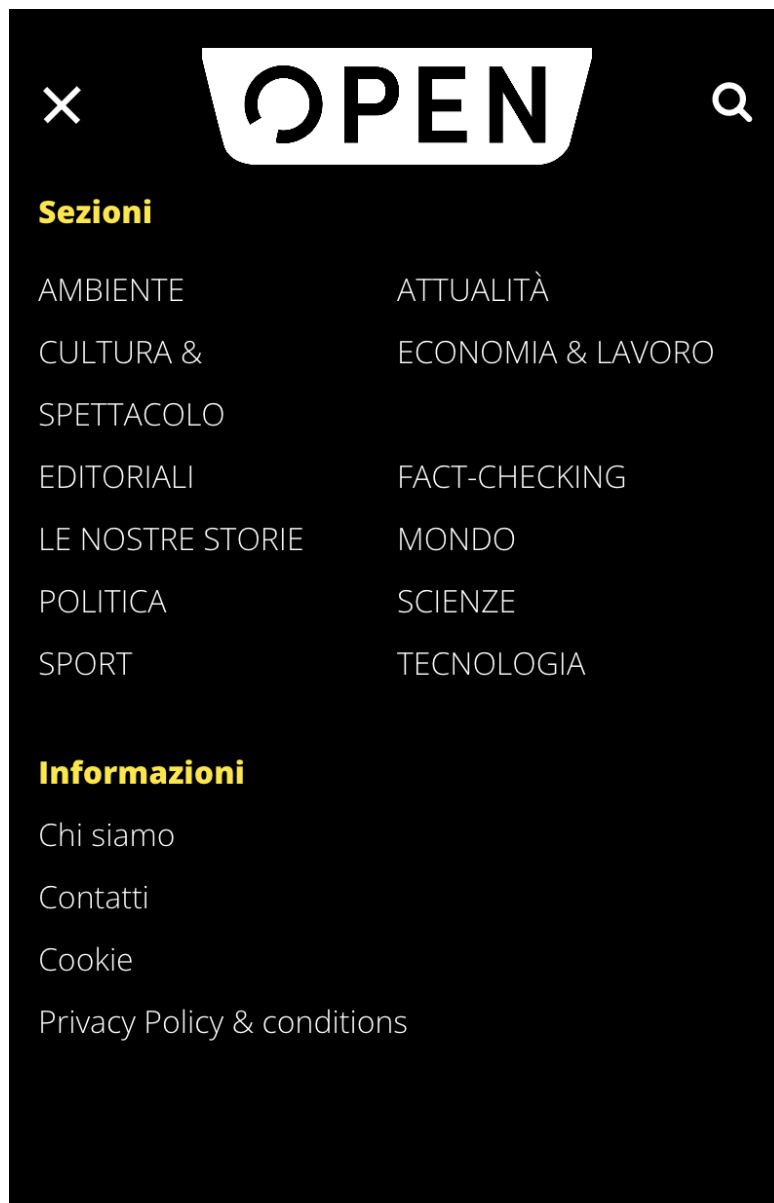 OPEN
Sezioni
AMBIENTE
ATTUALITÀ
CULTURA &
SPETTACOLO
ECONOMIA & LAVORO
EDITORIALI
FACT-CHECKING
LE NOSTRE STORIE
MONDO
POLITICA
SCIENZE
SPORT
TECNOLOGIA
Informazioni
Chi siamo
Contatti
Cookie
Privacy Policy & conditions